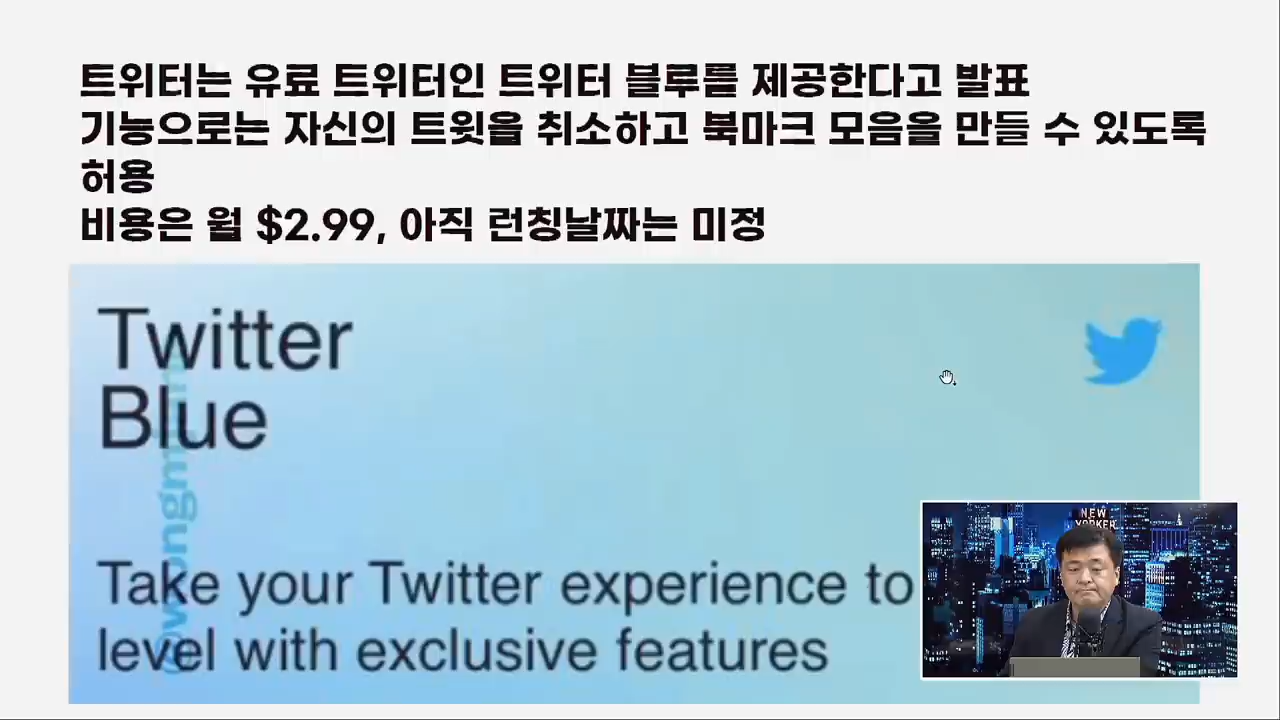 트위터는 유료 트위터인 트위터 블루를 제공한다고 발표
기능으로는 자신의 트윗을 취소하고 북마크 모음을 만들 수 있도록
허용
비용은 월 $2.99, 아직 런칭날짜는 미정
Twitter
Blue
Take your Twitter experience to
level with exclusive features
NEW
YORKER